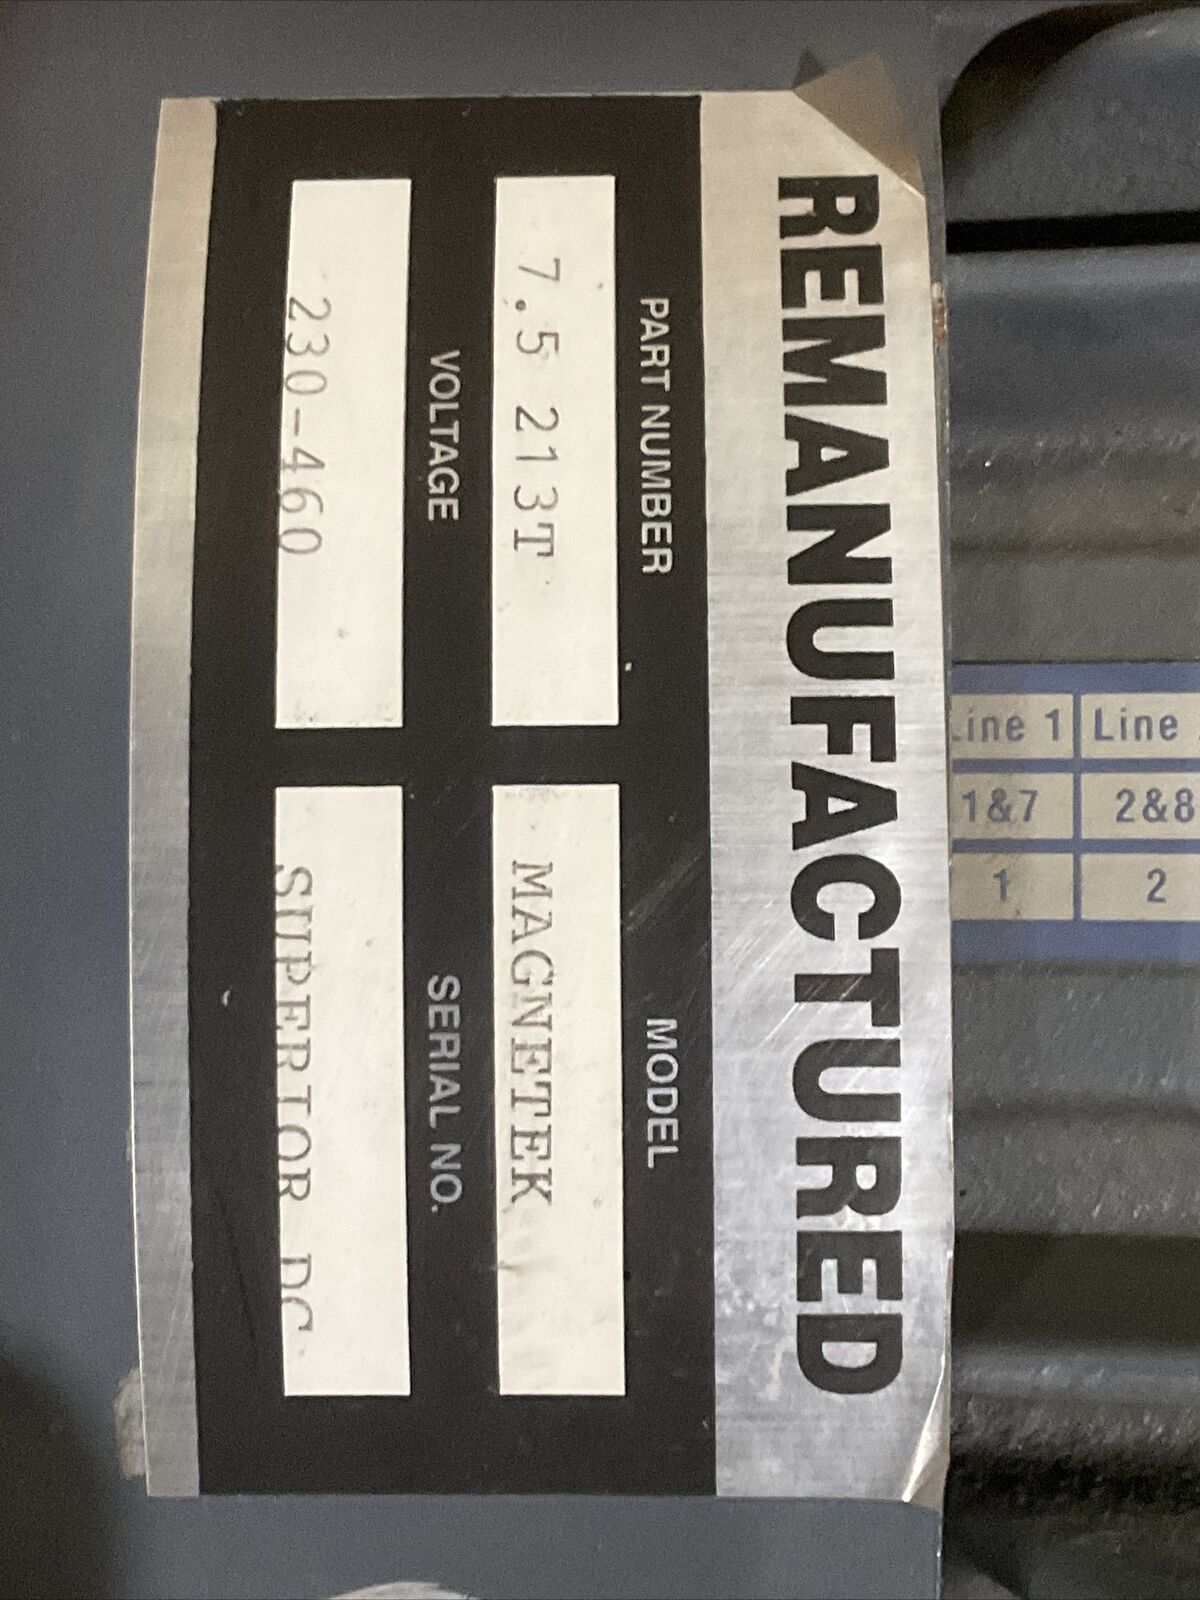 REMANUFACTURED
PART NUMBER
MODEL
7.5 213T
MAGNETEK
VOLTAGE
SERIAL NO.
230-460
SUPERIOR DC
Line 1
Line
1&7
2&8
1
2